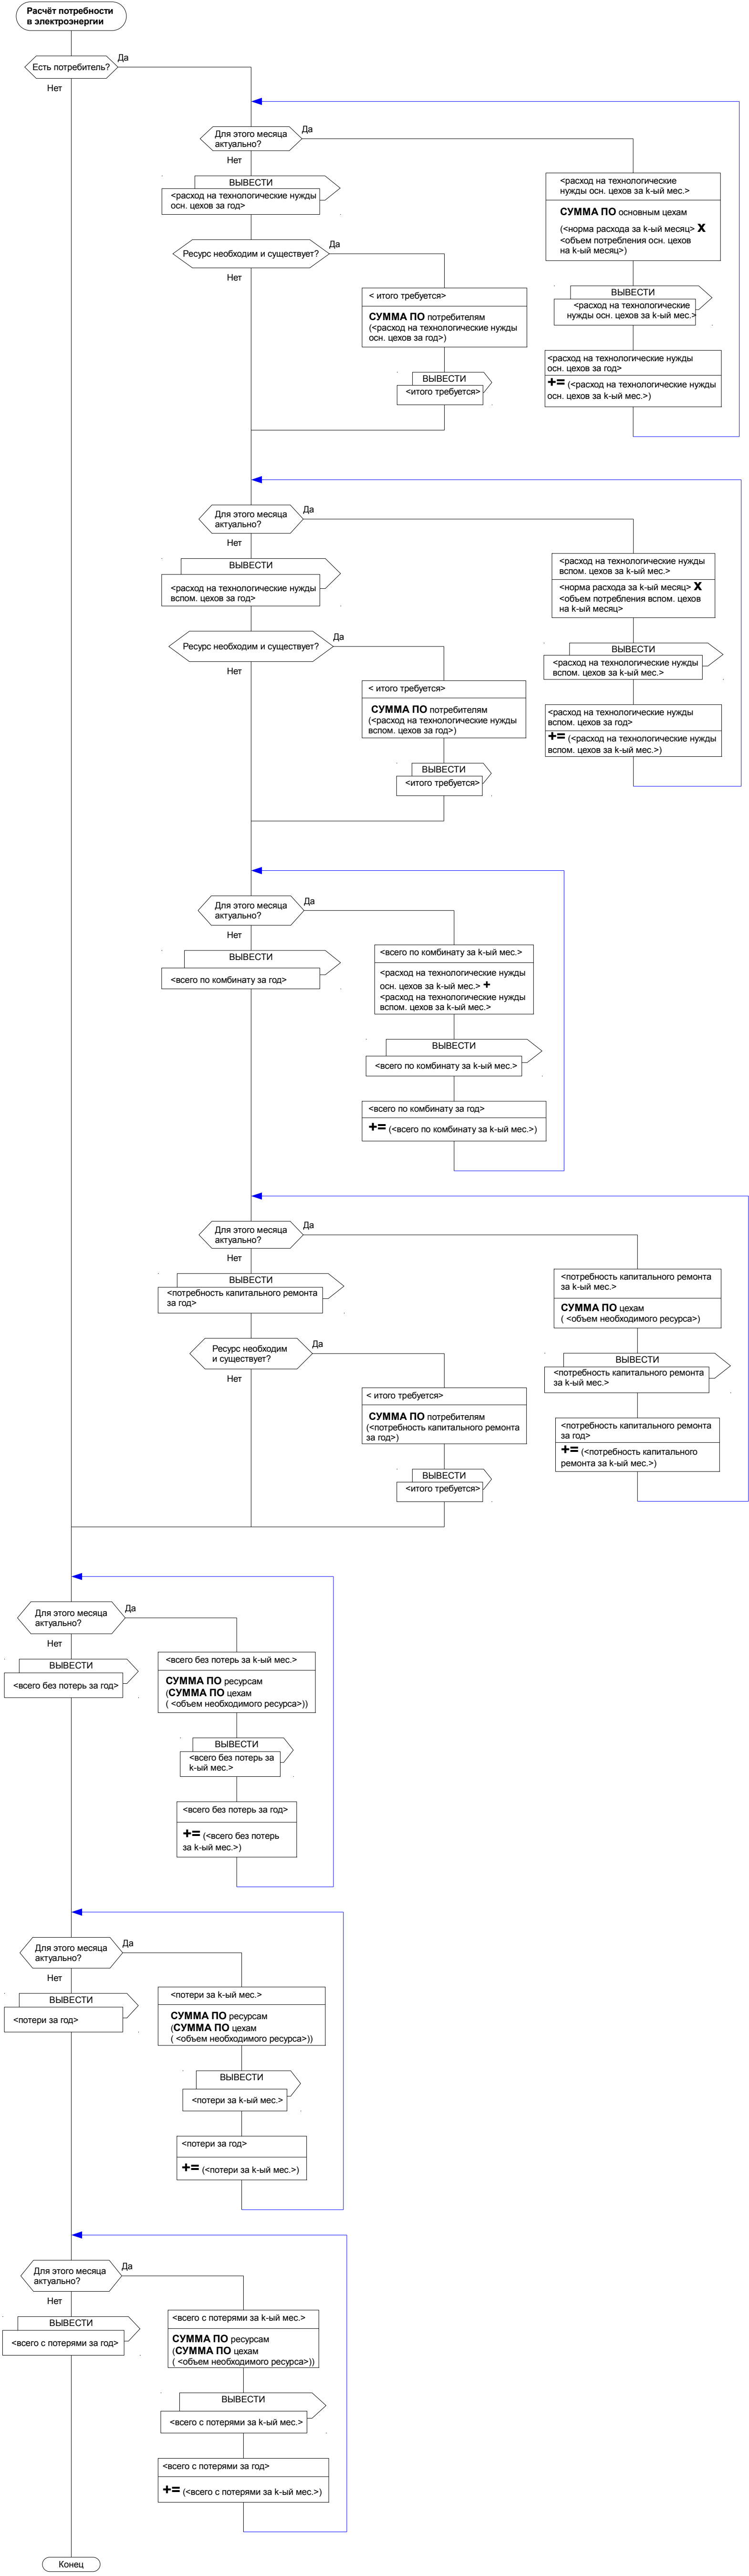 Расчёт потребности
в электроэнергии
Есть потребитель?
Да
Нет
Для этого месяца
актуально?
Да
Нет
ВЫВЕСТИ
<расход на технологические нужды
осн. цехов за год>
<расход на технологические
нужды осн. цехов за k-ый мес.>
СУММА ПО основным цехам
(<норма расхода за k-ый месяц> X
<объем потребления осн. цехов
на k-ый месяц>)
ВЫВЕСТИ
<расход на технологические
нужды осн. цехов за k-ый мес.>
<расход на технологические нужды
осн. цехов за год>
+= (<расход на технологические нужды
осн. цехов за k-ый мес.>)
Ресурс необходим и существует?
Да
Нет
< итого требуется>
СУММА ПО потребителям
(<расход на технологические нужды
осн. цехов за год>)
ВЫВЕСТИ
<итого требуется>
Для этого месяца
актуально?
Да
Нет
ВЫВЕСТИ
<расход на технологические нужды
вспом. цехов за год>
<расход на технологические нужды
вспом. цехов за k-ый мес.>
<норма расхода за k-ый месяц> X
<объем потребления вспом. цехов
на k-ый месяц>
ВЫВЕСТИ
<расход на технологические нужды
вспом. цехов за k-ый мес.>
<расход на технологические нужды
вспом. цехов за год>
+= (<расход на технологические нужды
вспом. цехов за k-ый мес.>)
Ресурс необходим и существует?
Да
Нет
< итого требуется>
СУММА ПО потребителям
(<расход на технологические нужды
вспом. цехов за год>)
ВЫВЕСТИ
<итого требуется>
Для этого месяца
актуально?
Да
Нет
ВЫВЕСТИ
<всего по комбинату за год>
<всего по комбинату за k-ый мес.>
<расход на технологические нужды
осн. цехов за k-ый мес.> +
<расход на технологические нужды
вспом. цехов за k-ый мес.>
ВЫВЕСТИ
<всего по комбинату за k-ый мес.>
<всего по комбинату за год>
+= (<всего по комбинату за k-ый мес.>)
Для этого месяца
актуально?
Да
Нет
ВЫВЕСТИ
<потребность капитального ремонта
за год>
<потребность капитального ремонта
за k-ый мес.>
СУММА ПО цехам
( <объем необходимого ресурса>)
ВЫВЕСТИ
<потребность капитального ремонта
за k-ый мес.>
<потребность капитального ремонта
за год>
+= (<потребность капитального
ремонта за k-ый мес.>)
Ресурс необходим
и существует?
Да
Нет
< итого требуется>
СУММА ПО потребителям
(<потребность капитального ремонта
за год>)
ВЫВЕСТИ
<итого требуется>
Для этого месяца
актуально?
Да
Нет
ВЫВЕСТИ
<всего без потерь за год>
<всего без потерь за k-ый мес.>
СУММА ПО ресурсам
(СУММА ПО цехам
( <объем необходимого ресурса>))
ВЫВЕСТИ
<всего без потерь за
k-ый мес.>
<всего без потерь за год>
+= (<всего без потерь
за k-ый мес.>)
Для этого месяца
актуально?
Да
Нет
ВЫВЕСТИ
<потери за год>
<потери за k-ый мес.>
СУММА ПО ресурсам
(СУММА ПО цехам
( <объем необходимого ресурса>))
ВЫВЕСТИ
<потери за k-ый мес.>
<потери за год>
+= (<потери за k-ый мес.>)
Для этого месяца
актуально?
Да
Нет
ВЫВЕСТИ
<всего с потерями за год>
<всего с потерями за k-ый мес.>
СУММА ПО ресурсам
(СУММА ПО цехам
( <объем необходимого ресурса>))
ВЫВЕСТИ
<всего с потерями за k-ый мес.>
<всего с потерями за год>
+= (<всего с потерями за k-ый мес.>)
Конец